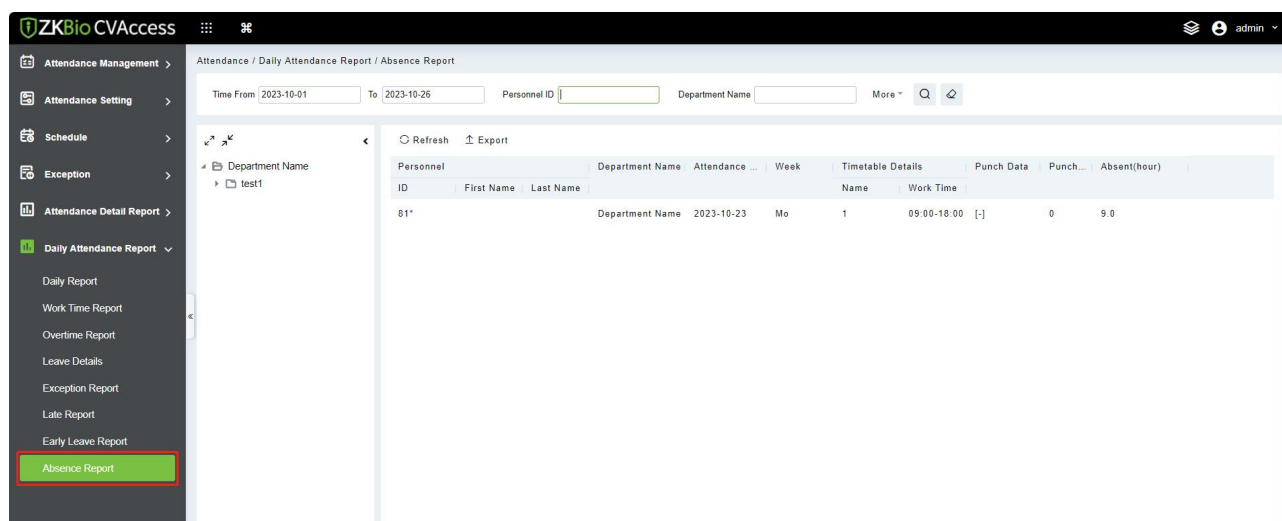 ZKBio CVAccess
admin
Attendance Management
Attendance Setting
Schedule
Exception
Attendance Detail Report
Daily Attendance Report
Daily Report
Work Time Report
Overtime Report
Leave Details
Exception Report
Late Report
Early Leave Report
Absence Report
Attendance / Daily Attendance Report / Absence Report
Time From 2023-10-01 To 2023-10-26 Personnel ID Department Name More
Department Name
test1
Refresh Export
Personnel Department Name Attendance ... Week Timetable Details Punch Data Punch... Absent(hour)
ID First Name Last Name Name Work Time
81* Department Name 2023-10-23 Mo 1 09:00-18:00 [-] 0 9.0